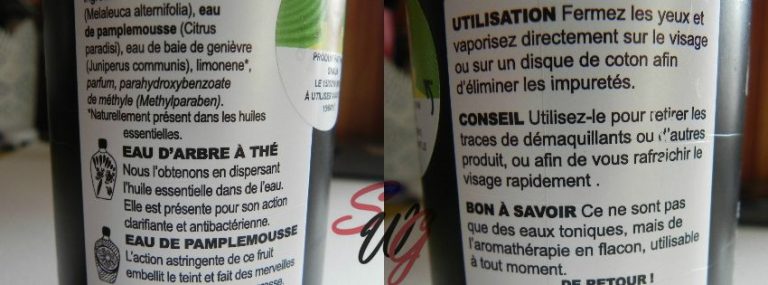 (Melaleuca alternifolia), eau
de pamplemousse (Citrus
paradisi), eau de baie de genièvre
(Juniperus communis), limonene*,
parfum, parahydroxybenzoate
de méthyle (Methylparaben).
*Naturellement présent dans les huiles
essentielles.
EAU D'ARBRE À THÉ
Nous l'obtenons en dispersant
l'huile essentielle dans de l'eau.
Elle est présente pour son action
clarifiante et antibactérienne.
EAU DE PAMPLEMOUSSE
L'action astringente de ce fruit
embellit le teint et fait des merveilles
À UTILISER
UTILISATION Fermez les yeux et
vaporisez directement sur le visage
ou sur un disque de coton afin
d'éliminer les impuretés.
CONSEIL Utilisez-le pour retirer les
traces de démaquillants ou d'autres
produit, ou afin de vous rafraichir le
visage rapidement .
BON À SAVOIR Ce ne sont pas
que des eaux toniques, mais de
l'aromathérapie en flacon, utilisable
à tout moment.
DE RETOUR !
SWG